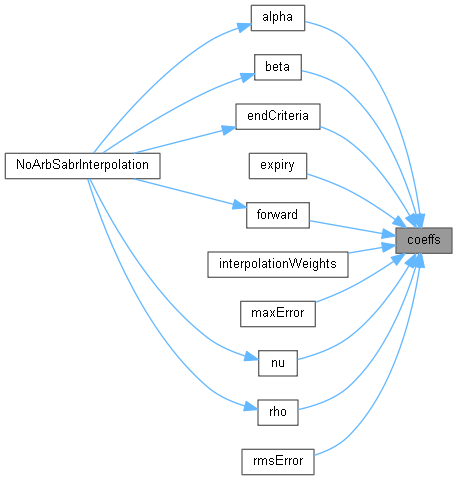 alpha
beta
endCriteria
NoArbSabrInterpolation
expiry
forward
coeffs
interpolationWeights
maxError
nu
rho
rmsError